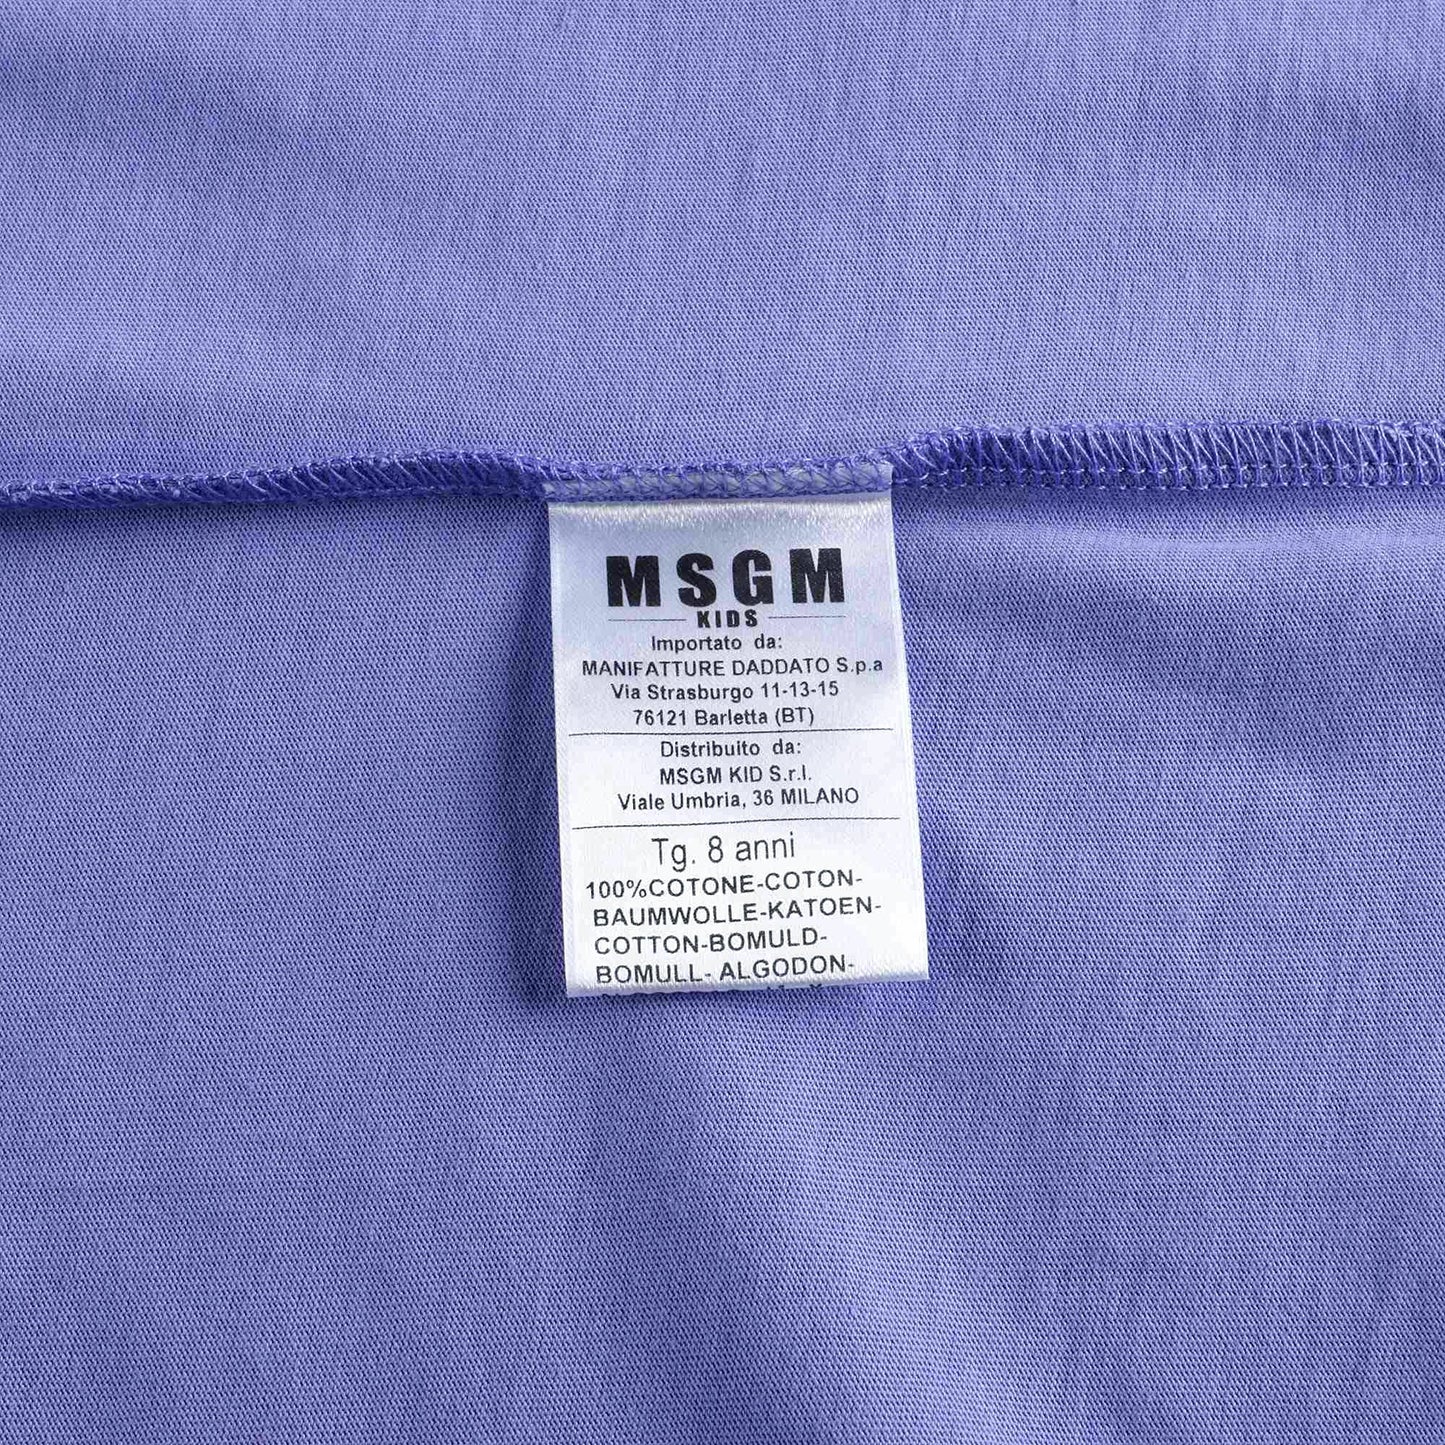 MSGM
KIDS
Importato da:
MANIFATTURE DADDATO S.p.a
Via Strasburgo 11-13-15
76121 Barletta (BT)
Distribuito da:
MSGM KID S.r.l.
Viale Umbria, 36 MILANO
Tg. 8 anni
100%COTONE-COTON-
BAUMWOLLE-KATOEN-
COTTON-BOMULD-
BOMULL- ALGODON-